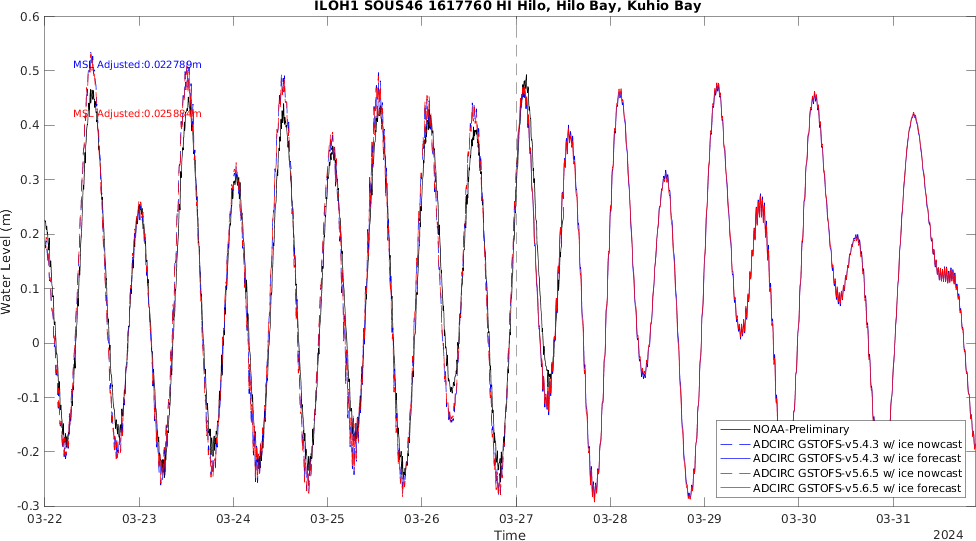 ILOH1 SOUS46 1617760 HI Hilo, Hilo Bay, Kuhio Bay
0.6
0.5
0.4
0.3
0.2
0.1
0
-0.1
-0.2
-0.3
Water Level (m)
MSL Adjusted:0.022789m
MSL Adjusted:0.025884m
NOAA-Preliminary
ADCIRC GSTOFS-v5.4.3 w/ ice nowcast
ADCIRC GSTOFS-v5.4.3 w/ ice forecast
ADCIRC GSTOFS-v5.6.5 w/ ice nowcast
ADCIRC GSTOFS-v5.6.5 w/ ice forecast
03-22 03-23 03-24 03-25 03-26 03-27 03-28 03-29 03-30 03-31
Time
2024